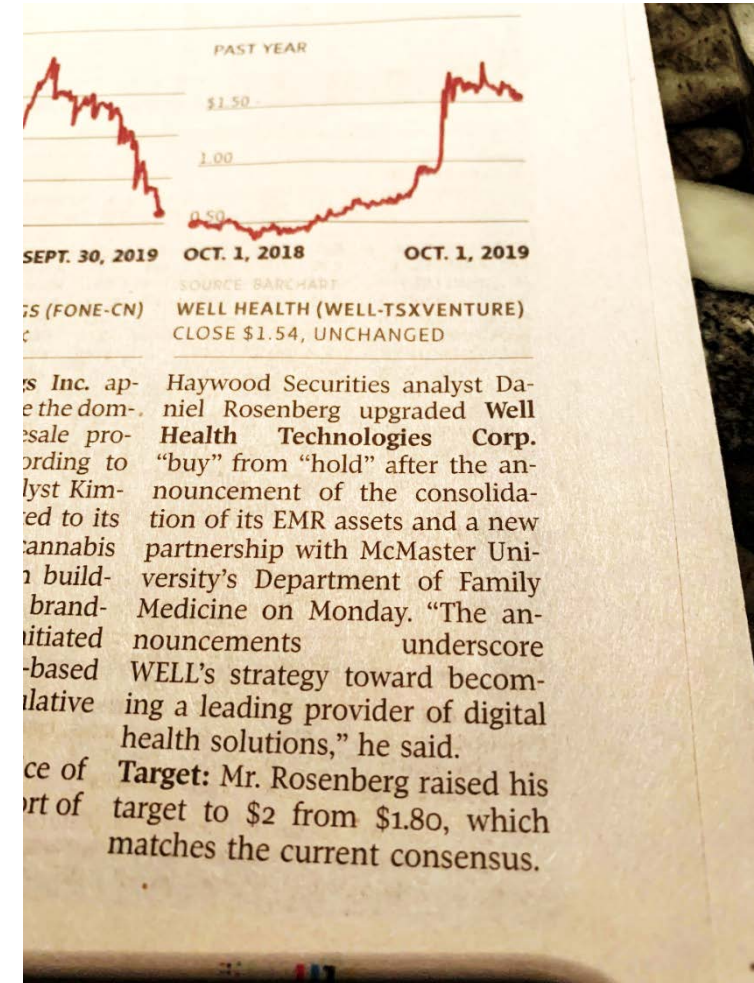 PAST YEAR
$1.50
1.00
0.50
SEPT. 30, 2019
OCT. 1, 2018
OCT. 1, 2019
SOURCE BARCHART
GS (FONE-CN)
WELL HEALTH (WELL-TSXVENTURE)
CLOSE $1.54, UNCHANGED
s Inc. ap-
e the dom-
sale pro-
ording to
lyst Kim-
ed to its
cannabis
build-
brand-
itiated
-based
lative
ce of
rt of
Haywood Securities analyst Da-
niel Rosenberg upgraded Well
Health Technologies Corp.
“buy” from “hold” after the an-
nouncement of the consolida-
tion of its EMR assets and a new
partnership with McMaster Uni-
versity’s Department of Family
Medicine on Monday. “The an-
nouncements underscore
WELL’s strategy toward becom-
ing a leading provider of digital
health solutions,” he said.
Target: Mr. Rosenberg raised his
target to $2 from $1.80, which
matches the current consensus.